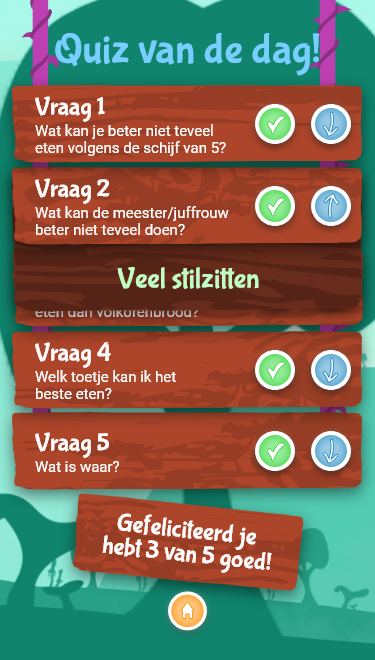 Quiz van de dag!
Vraag 1
Wat kan je beter niet teveel
eten volgens de schijf van 5?
Vraag 2
Wat kan de meester/juffrouw
beter niet teveel doen?
Veel stilzitten
eten dan volkorenbrood?
Vraag 4
Welk toetje kan ik het
beste eten?
Vraag 5
Wat is waar?
Gefeliciteerd je
hebt 3 van 5 goed!